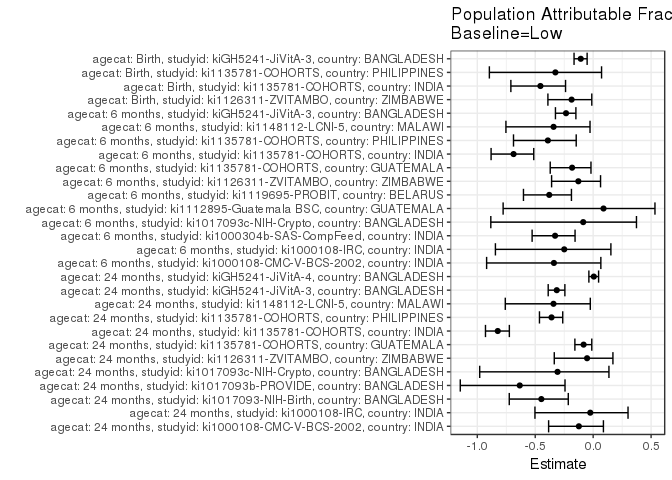 Population Attributable Frac
Baseline=Low
agecat: Birth, studyid: kiGH5241-JiVitA-3, country: BANGLADESH
agecat: Birth, studyid: ki1135781-COHORTS, country: PHILIPPINES
agecat: Birth, studyid: ki1135781-COHORTS, country: INDIA
agecat: Birth, studyid: ki1126311-ZVITAMBO, country: ZIMBABWE
agecat: 6 months, studyid: kiGH5241-JiVitA-3, country: BANGLADESH
agecat: 6 months, studyid: ki1148112-LCNI-5, country: MALAWI
agecat: 6 months, studyid: ki1135781-COHORTS, country: PHILIPPINES
agecat: 6 months, studyid: ki1135781-COHORTS, country: INDIA
agecat: 6 months, studyid: ki1135781-COHORTS, country: GUATEMALA
agecat: 6 months, studyid: ki1126311-ZVITAMBO, country: ZIMBABWE
agecat: 6 months, studyid: ki1119695-PROBIT, country: BELARUS
agecat: 6 months, studyid: ki1112895-Guatemala BSC, country: GUATEMALA
agecat: 6 months, studyid: ki1017093c-NIH-Crypto, country: BANGLADESH
agecat: 6 months, studyid: ki1000304b-SAS-CompFeed, country: INDIA
agecat: 6 months, studyid: ki1000108-IRC, country: INDIA
agecat: 6 months, studyid: ki1000108-CMC-V-BCS-2002, country: INDIA
agecat: 24 months, studyid: kiGH5241-JiVitA-4, country: BANGLADESH
agecat: 24 months, studyid: kiGH5241-JiVitA-3, country: BANGLADESH
agecat: 24 months, studyid: ki1148112-LCNI-5, country: MALAWI
agecat: 24 months, studyid: ki1135781-COHORTS, country: PHILIPPINES
agecat: 24 months, studyid: ki1135781-COHORTS, country: INDIA
agecat: 24 months, studyid: ki1135781-COHORTS, country: GUATEMALA
agecat: 24 months, studyid: ki1126311-ZVITAMBO, country: ZIMBABWE
agecat: 24 months, studyid: ki1017093c-NIH-Crypto, country: BANGLADESH
agecat: 24 months, studyid: ki1017093b-PROVIDE, country: BANGLADESH
agecat: 24 months, studyid: ki1017093-NIH-Birth, country: BANGLADESH
agecat: 24 months, studyid: ki1000108-IRC, country: INDIA
agecat: 24 months, studyid: ki1000108-CMC-V-BCS-2002, country: INDIA
-1.0 -0.5 0.0 0.5
Estimate